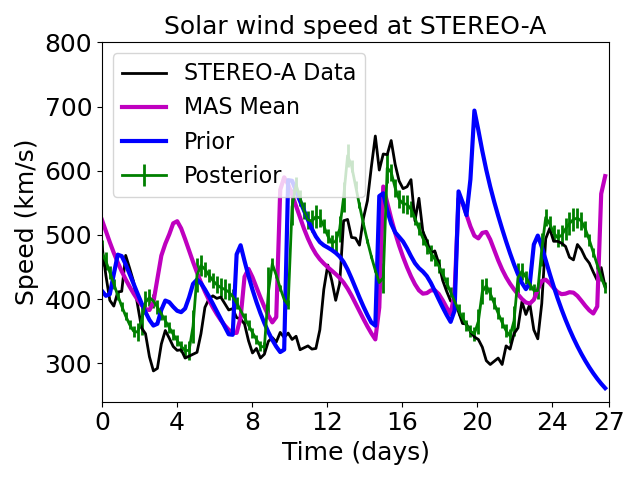 Solar wind speed at STEREO-A
800
700
600
500
400
300
Speed (km/s)
STEREO-A Data
MAS Mean
Prior
Posterior
0 4 8 12 16 20 24 27
Time (days)